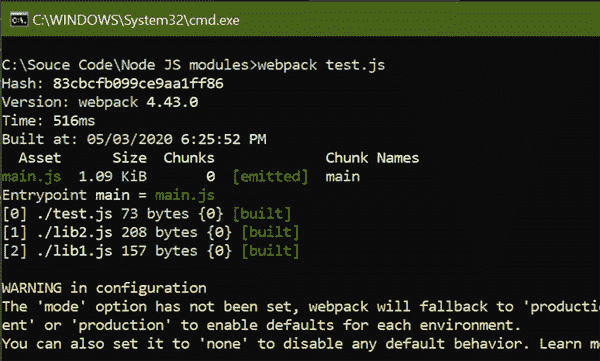 C:\WINDOWS\System32\cmd.exe
C:\Souce Code\Node JS modules>webpack test.js
Hash: 83cbcfb099ce9aa1ff86
Version: webpack 4.43.0
Time: 516ms
Built at: 05/03/2020 6:25:52 PM
Asset Size Chunks Chunk Names
main.js 1.09 KiB 0 [emitted] main
Entrypoint main = main.js
[0] ./test.js 73 bytes {0} [built]
[1] ./lib2.js 208 bytes {0} [built]
[2] ./lib1.js 157 bytes {0} [built]
WARNING in configuration
The 'mode' option has not been set, webpack will fallback to 'producti
ent' or 'production' to enable defaults for each environment.
You can also set it to 'none' to disable any default behavior. Learn m